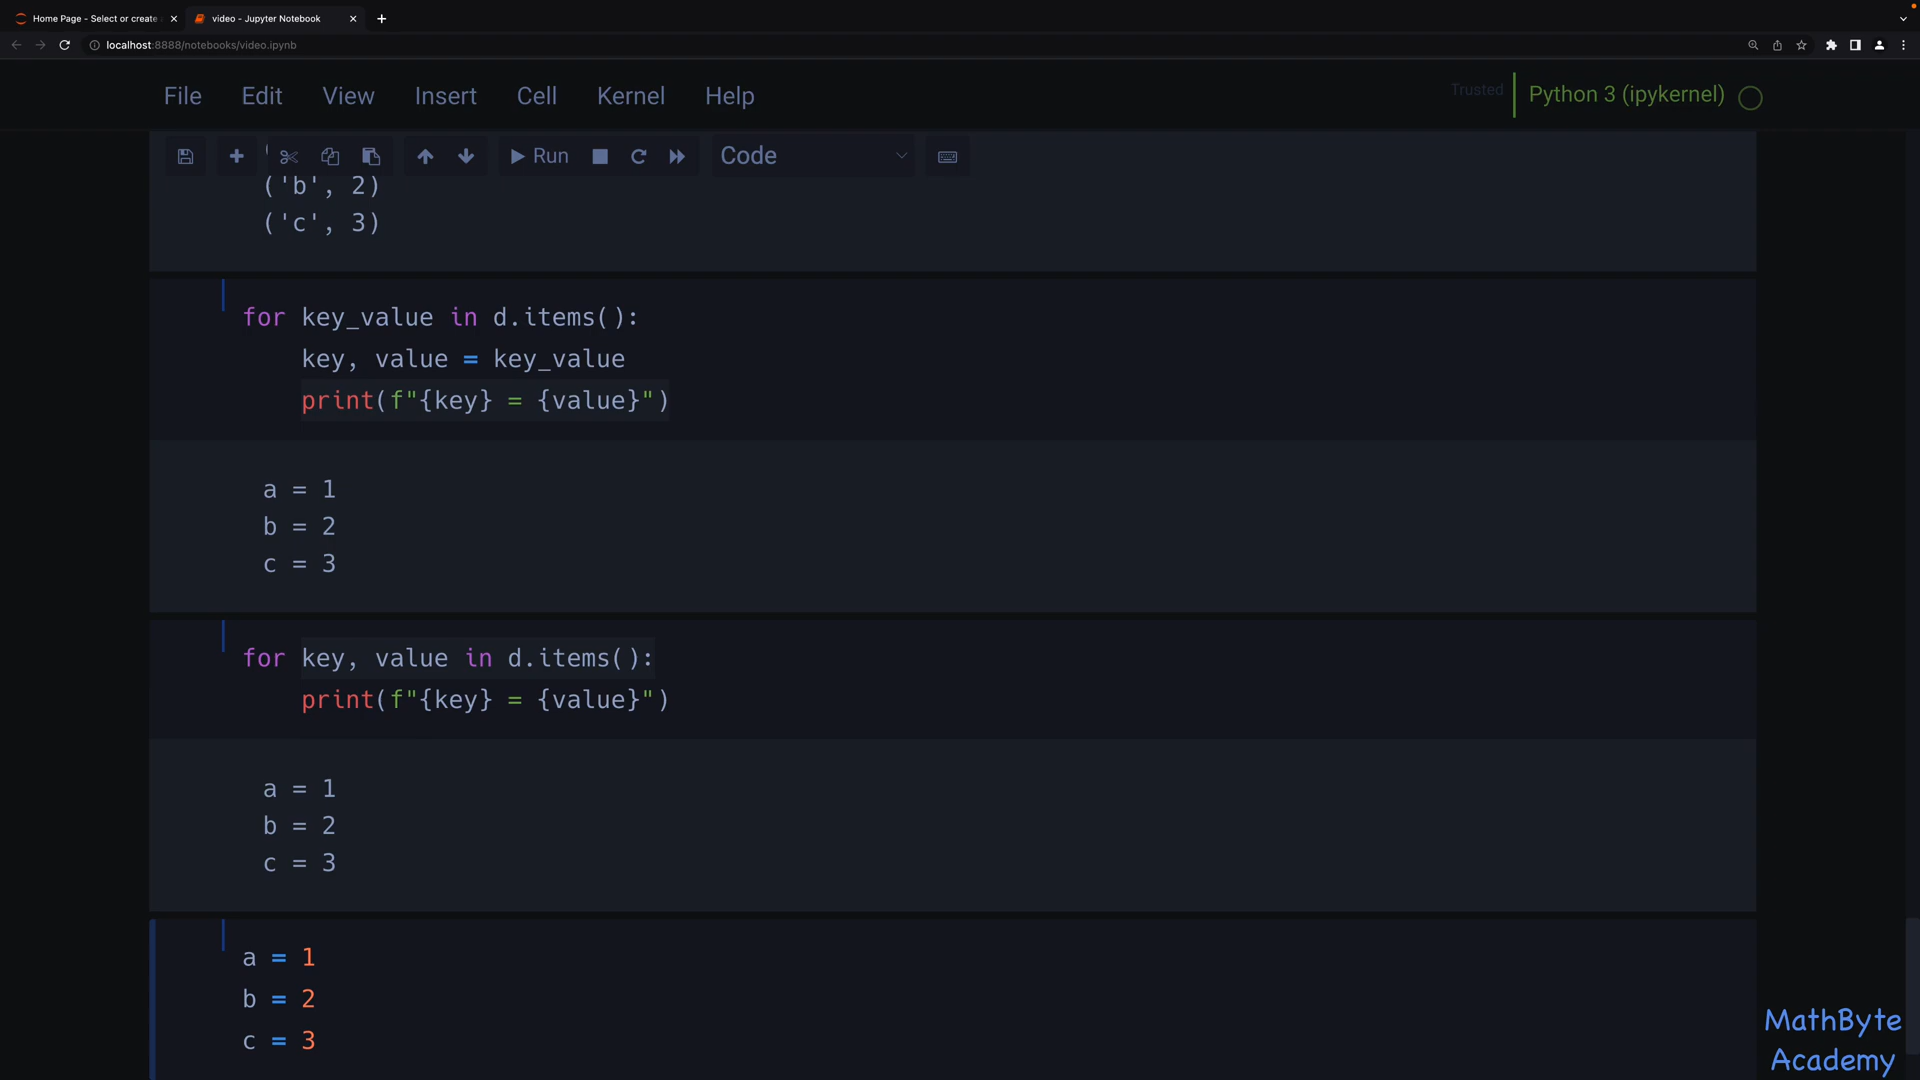 Home Page - Select or create
video - Jupyter Notebook
localhost:8888/notebooks/video.ipynb
File Edit View Insert Cell Kernel Help
Trusted
Python 3 (ipykernel)
Run
Code
('b', 2)
('c', 3)
for key_value in d.items():
    key, value = key_value
    print(f"{key} = {value}")
a = 1
b = 2
c = 3
for key, value in d.items():
    print(f"{key} = {value}")
a = 1
b = 2
c = 3
a = 1
b = 2
c = 3
MathByte
Academy